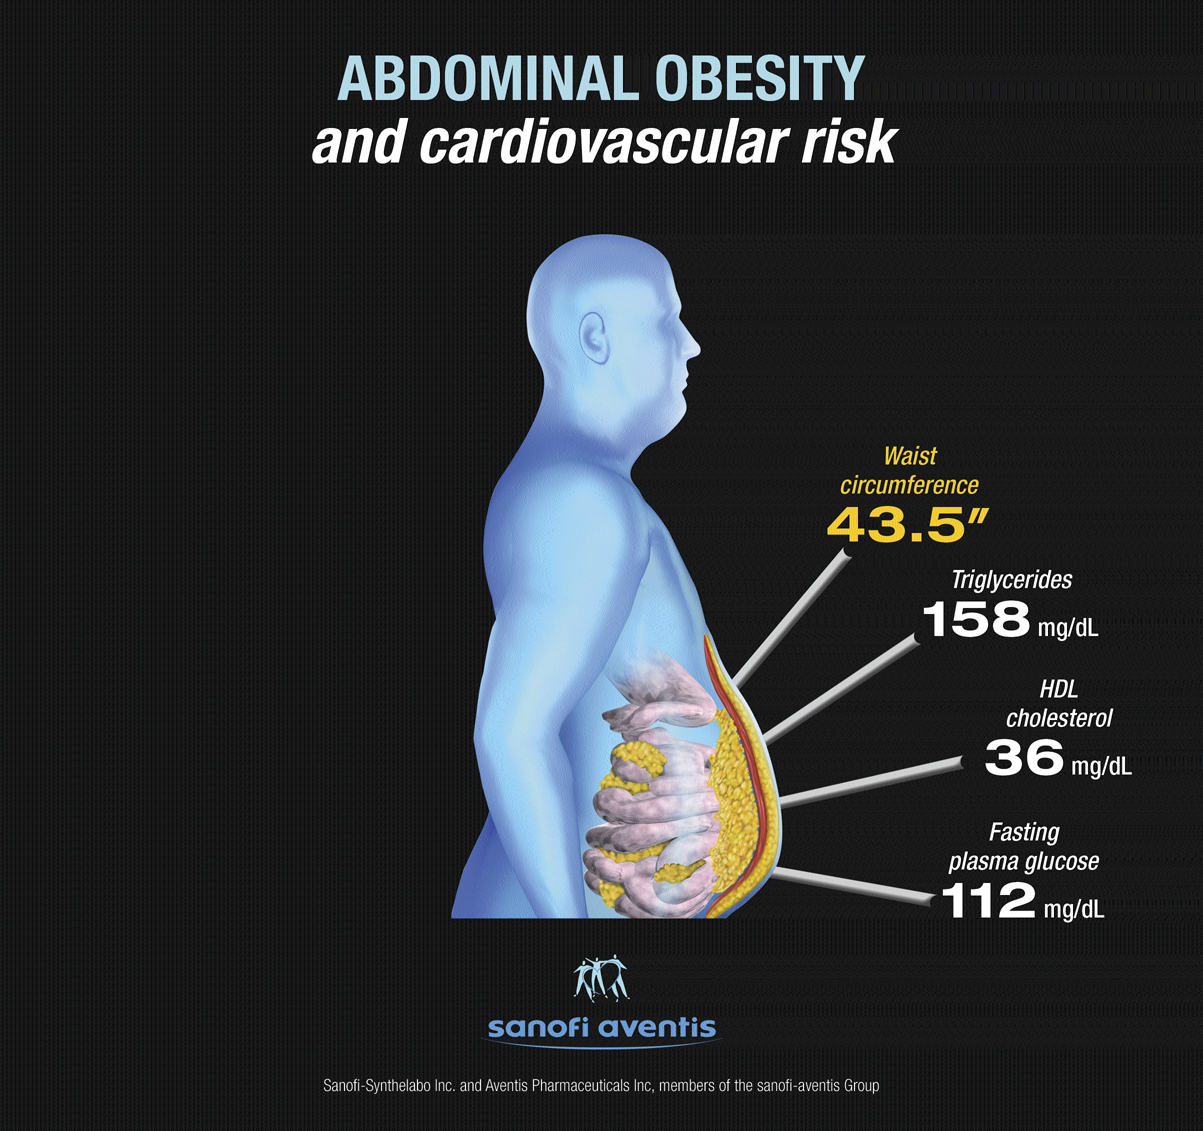 ABDOMINAL OBESITY
and cardiovascular risk
Waist
circumference
43.5″
Triglycerides
158 mg/dL
HDL
cholesterol
36 mg/dL
Fasting
plasma glucose
112 mg/dL
sanofi aventis
Sanofi-Synthelabo Inc. and Aventis Pharmaceuticals Inc, members of the sanofi-aventis Group